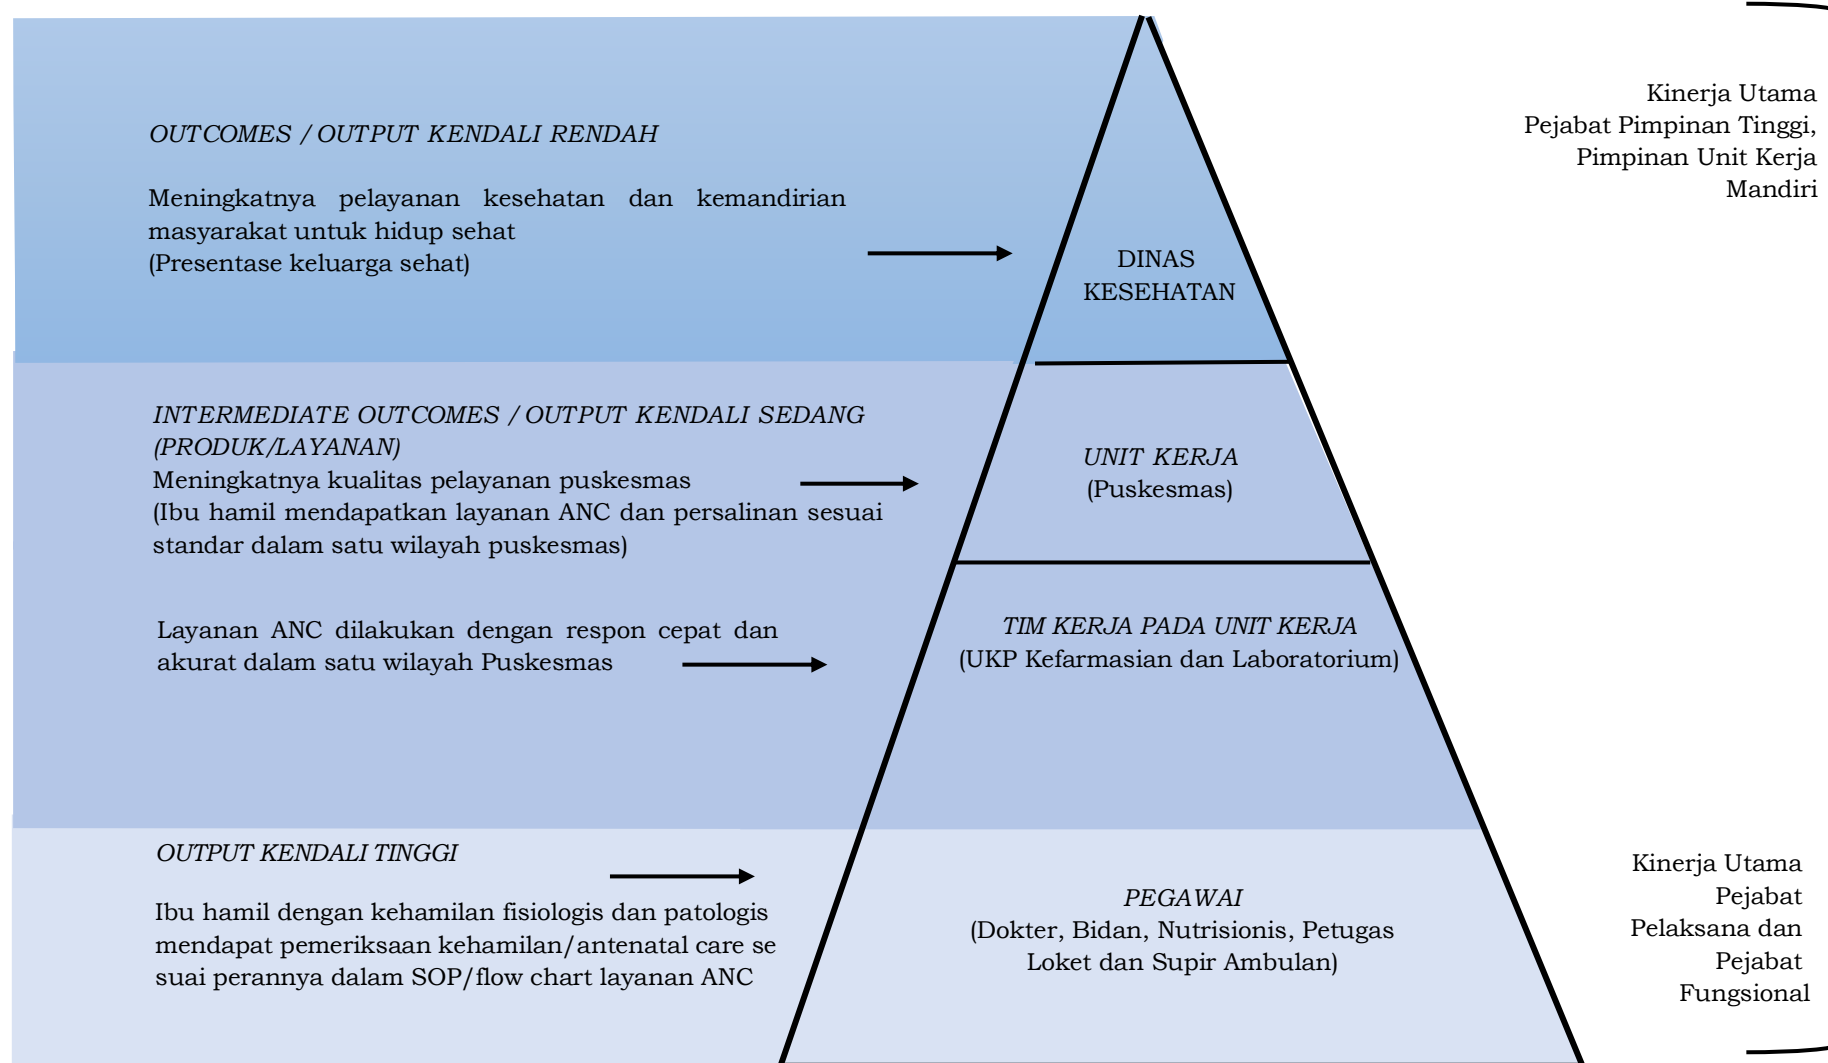 OUTCOMES / OUTPUT KENDALI RENDAH
Meningkatnya pelayanan kesehatan dan kemandirian
masyarakat untuk hidup sehat
(Presentase keluarga sehat)
DINAS
KESEHATAN
Kinerja Utama
Pejabat Pimpinan Tinggi,
Pimpinan Unit Kerja
Mandiri
INTERMEDIATE OUTCOMES / OUTPUT KENDALI SEDANG
(PRODUK/LAYANAN)
Meningkatnya kualitas pelayanan puskesmas
(Ibu hamil mendapatkan layanan ANC dan persalinan sesuai
standar dalam satu wilayah puskesmas)
UNIT KERJA
(Puskesmas)
Layanan ANC dilakukan dengan respon cepat dan
akurat dalam satu wilayah Puskesmas
TIM KERJA PADA UNIT KERJA
(UKP Kefarmasian dan Laboratorium)
OUTPUT KENDALI TINGGI
Ibu hamil dengan kehamilan fisiologis dan patologis
mendapat pemeriksaan kehamilan/antenatal care se
suai perannya dalam SOP/flow chart layanan ANC
PEGAWAI
(Dokter, Bidan, Nutrisionis, Petugas
Loket dan Supir Ambulan)
Kinerja Utama
Pejabat
Pelaksana dan
Pejabat
Fungsional